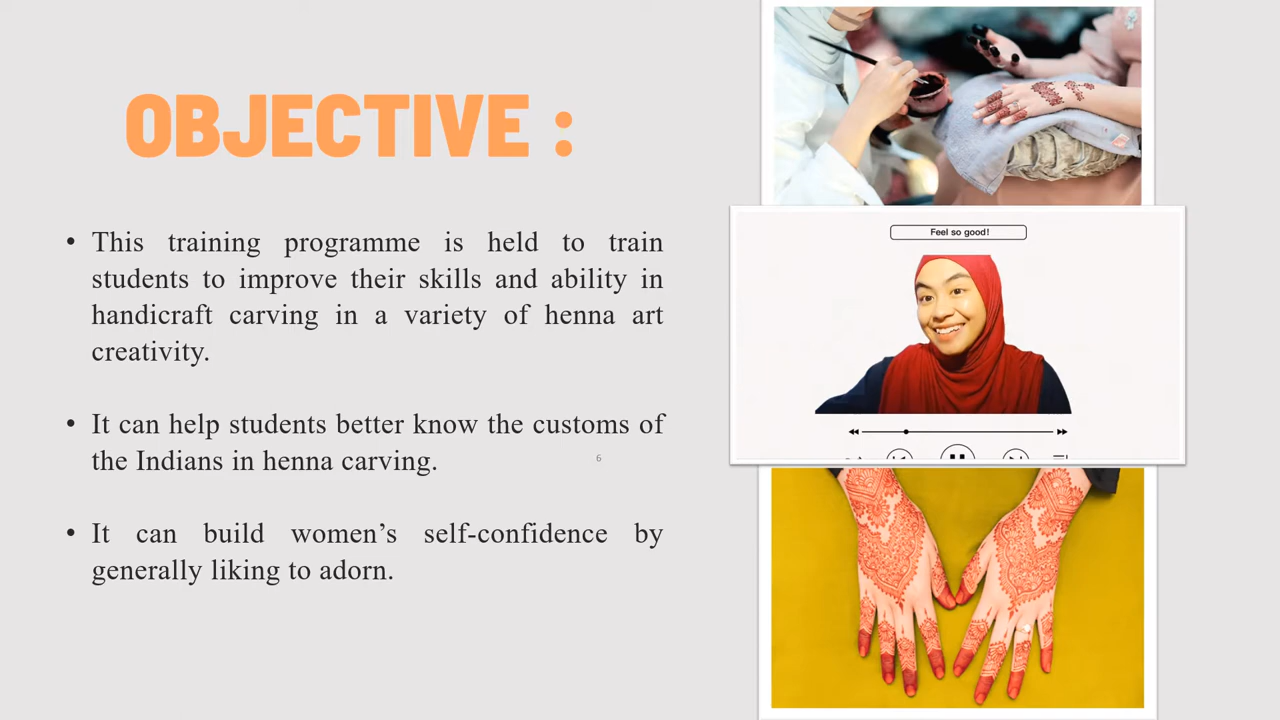 OBJECTIVE :
• This training programme is held to train
students to improve their skills and ability in
handicraft carving in a variety of henna art
creativity.
• It can help students better know the customs of
the Indians in henna carving.
6
• It can build women’s self-confidence by
generally liking to adorn.
Feel so good!